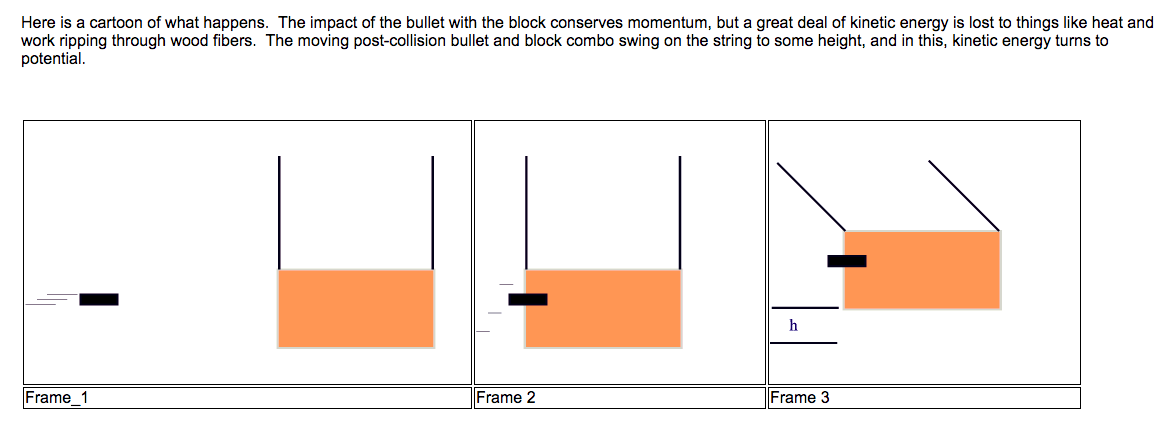 Here is a cartoon of what happens.  The impact of the bullet with the block conserves momentum, but a great deal of kinetic energy is lost to things like heat and
work ripping through wood fibers.  The moving post-collision bullet and block combo swing on the string to some height, and in this, kinetic energy turns to
potential.
h
Frame_1
Frame 2
Frame 3